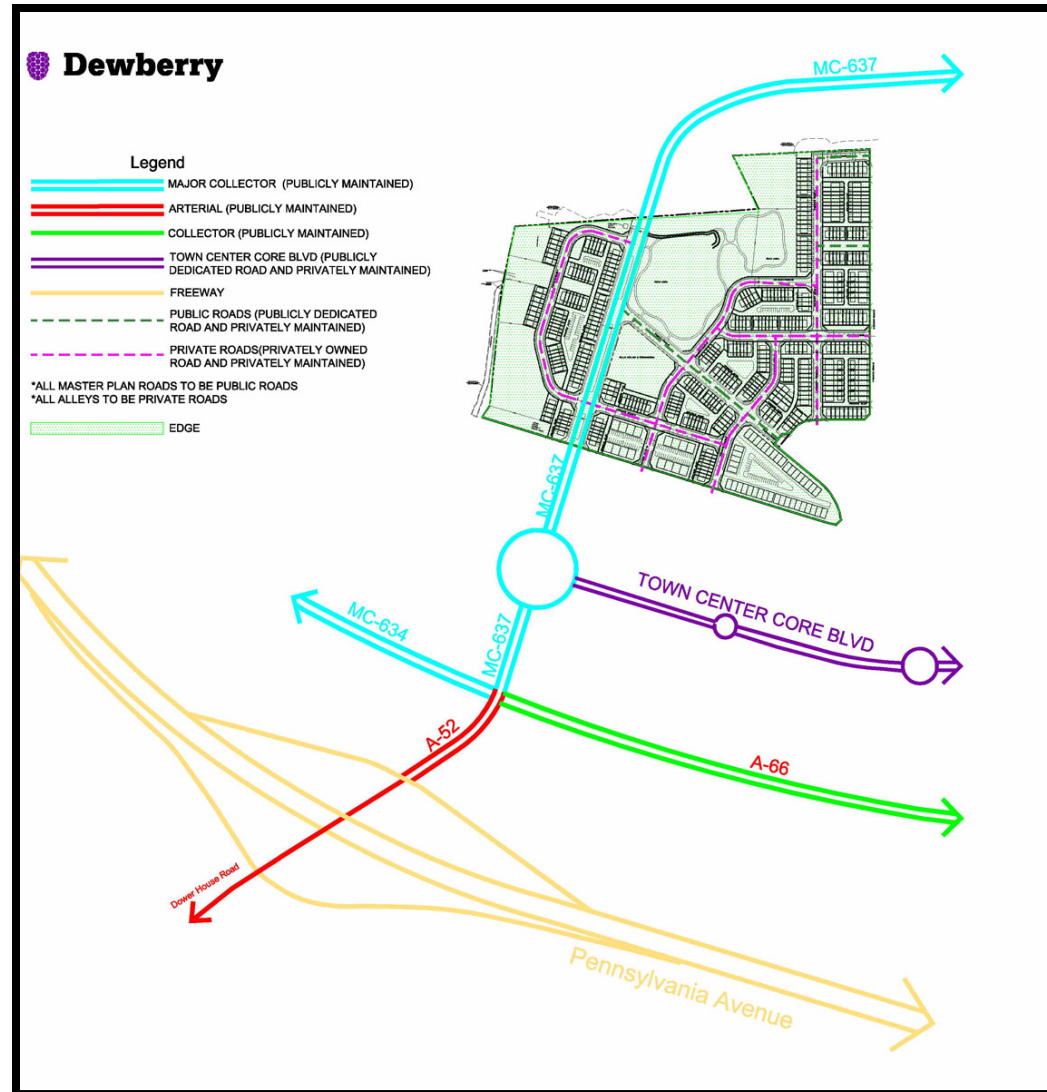 Dewberry
Legend
MAJOR COLLECTOR (PUBLICLY MAINTAINED)
ARTERIAL (PUBLICLY MAINTAINED)
COLLECTOR (PUBLICLY MAINTAINED)
TOWN CENTER CORE BLVD (PUBLICLY
DEDICATED ROAD AND PRIVATELY MAINTAINED)
FREEWAY
PUBLIC ROADS (PUBLICLY DEDICATED
ROAD AND PRIVATELY MAINTAINED)
PRIVATE ROADS(PRIVATELY OWNED
ROAD AND PRIVATELY MAINTAINED)
*ALL MASTER PLAN ROADS TO BE PUBLIC ROADS
*ALL ALLEYS TO BE PRIVATE ROADS
EDGE
MC-637
MC-637
TOWN CENTER CORE BLVD
MC-634
MC-637
A-52
A-66
Dower House Road
Pennsylvania Avenue